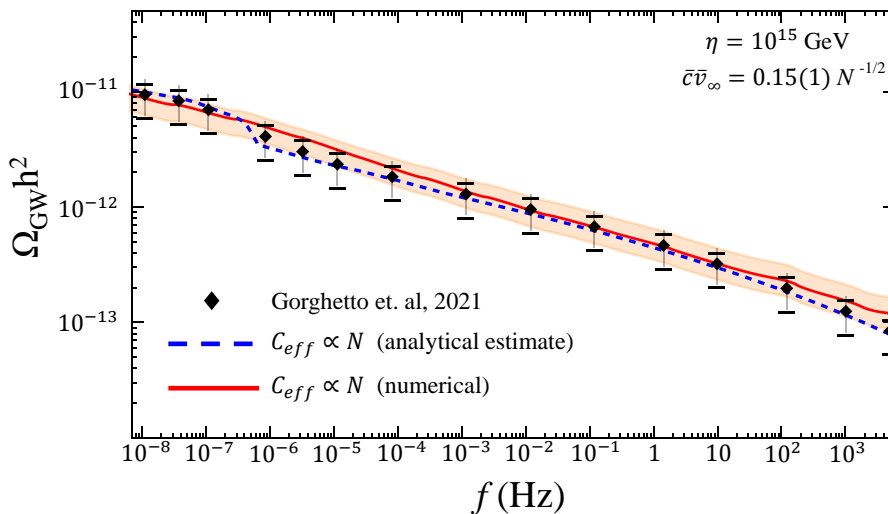 η = 10¹⁵ GeV
c̄v̄∞ = 0.15(1) N⁻¹/²
10⁻¹¹
10⁻¹²
10⁻¹³
Ω_GW h²
Gorghetto et. al, 2021
C_eff ∝ N (analytical estimate)
C_eff ∝ N (numerical)
10⁻⁸ 10⁻⁷ 10⁻⁶ 10⁻⁵ 10⁻⁴ 10⁻³ 10⁻² 10⁻¹ 1 10¹ 10² 10³
f (Hz)